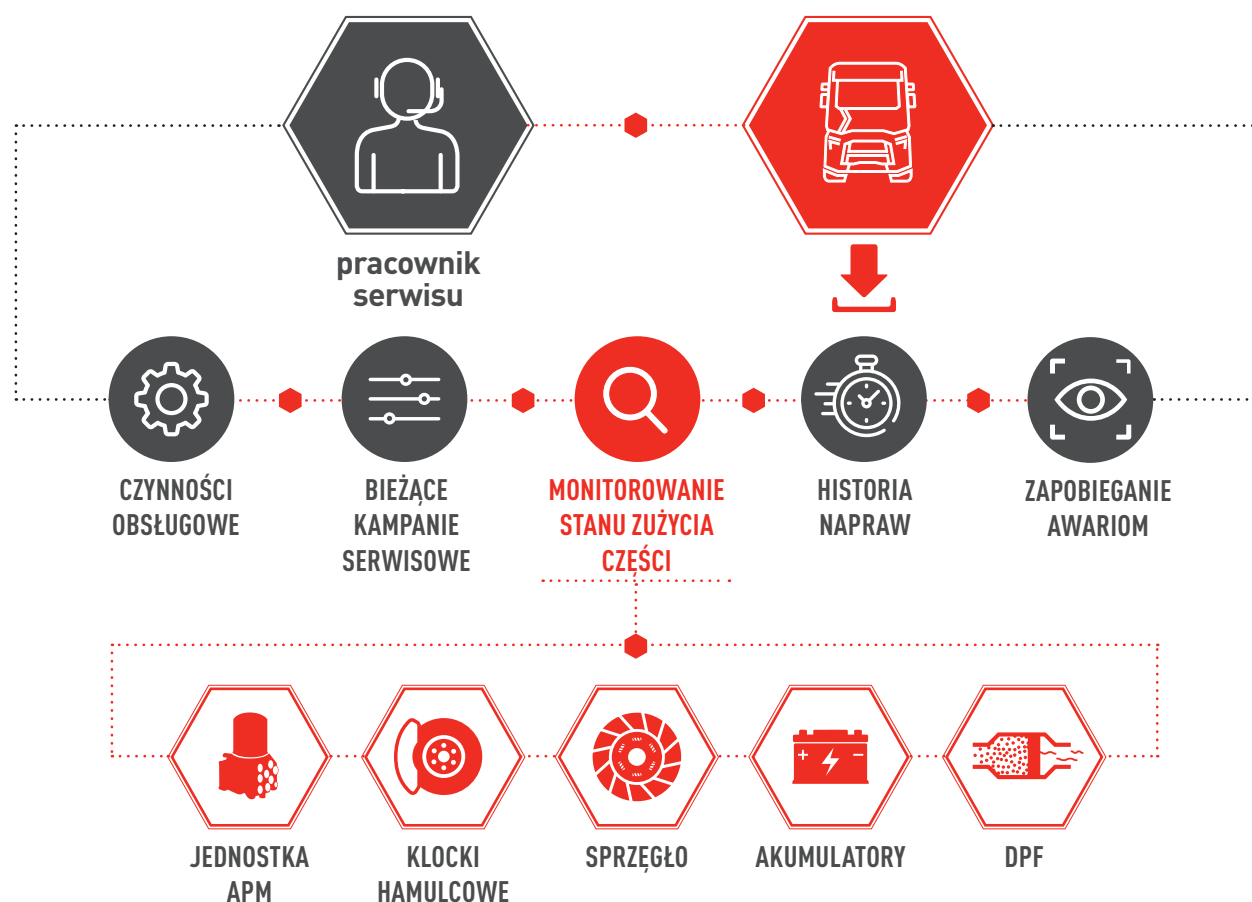 pracownik
serwisu
CZYNNOŚCI
OBSŁUGOWE
BIEŻĄCE
KAMPANIE
SERWISOWE
MONITOROWANIE
STANU ZUŻYCIA
CZĘŚCI
HISTORIA
NAPRAW
ZAPOBIEGANIE
AWARIOM
JEDNOSTKA
APM
KLOCKI
HAMULCOWE
SPRZĘGŁO
AKUMULATORY
DPF